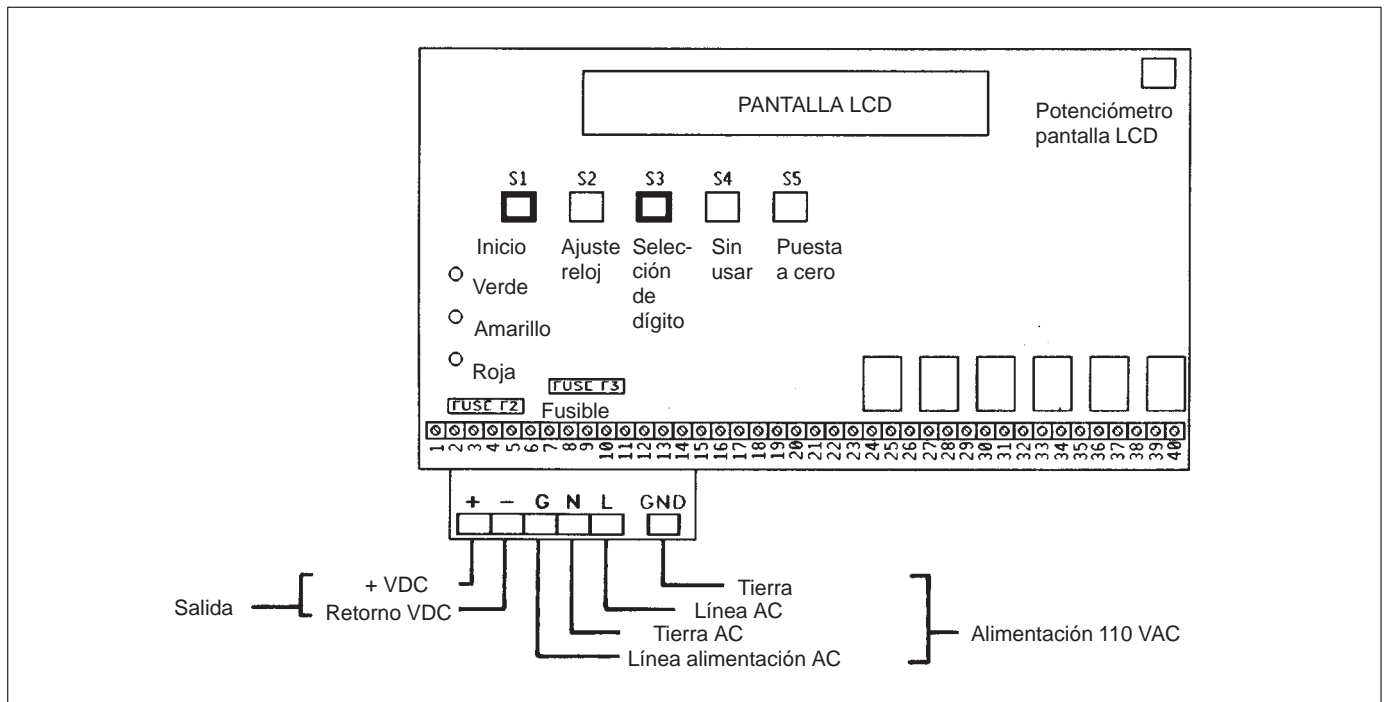 PANTALLA LCD
Potenciómetro
pantalla LCD
S1 S2 S3 S4 S5
Inicio
Ajuste
reloj
Selec-
ción
de
dígito
Sin
usar
Puesta
a cero
Verde
Amarillo
Roja
FUSE F3
FUSE F2
Fusible
1 2 3 4 5 6 7 8 9 10 11 12 13 14 15 16 17 18 19 20 21 22 23 24 25 26 27 28 29 30 31 32 33 34 35 36 37 38 39 40
+ – G N L GND
Salida
+ VDC
Retorno VDC
Tierra
Línea AC
Tierra AC
Línea alimentación AC
Alimentación 110 VAC